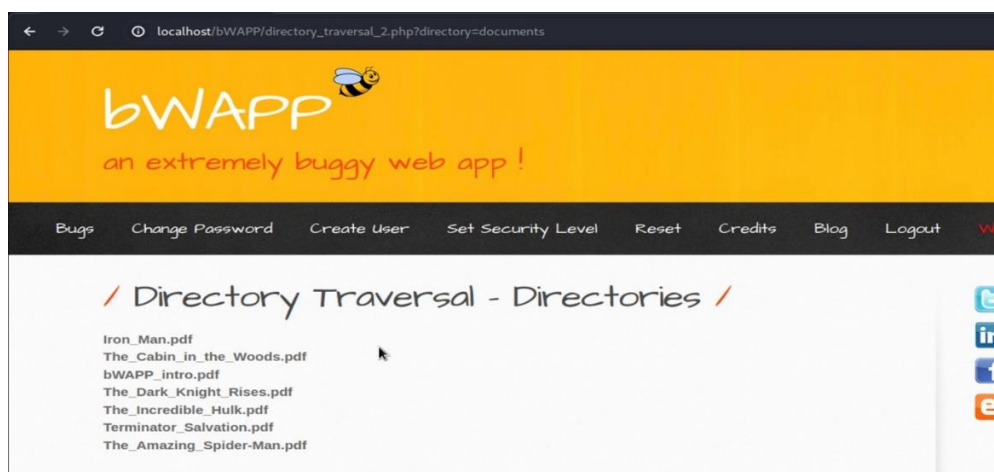 localhost/bWAPP/directory_traversal_2.php?directory=documents
bWAPP
an extremely buggy web app !
Bugs Change Password Create User Set Security Level Reset Credits Blog Logout W
/ Directory Traversal - Directories /
Iron_Man.pdf
The_Cabin_in_the_Woods.pdf
bWAPP_intro.pdf
The_Dark_Knight_Rises.pdf
The_Incredible_Hulk.pdf
Terminator_Salvation.pdf
The_Amazing_Spider-Man.pdf
in